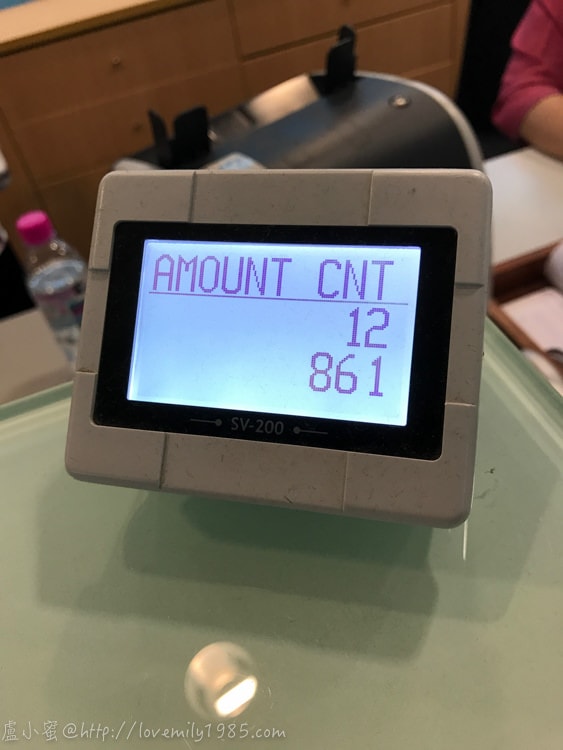 AMOUNT CNT
12
861
SV-200
盧小蜜@http://lovemily1985.com